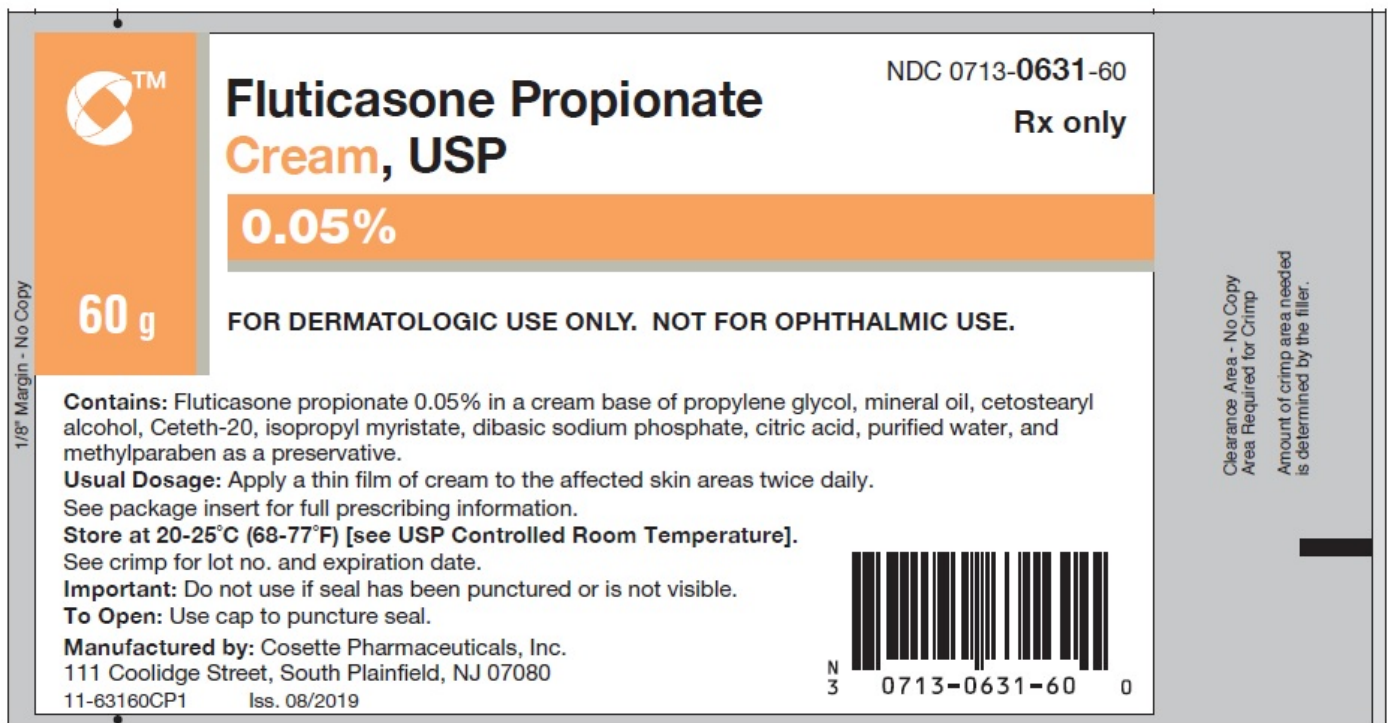 TM
Fluticasone Propionate
Cream, USP
NDC 0713-0631-60
Rx only
0.05%
60 g
FOR DERMATOLOGIC USE ONLY. NOT FOR OPHTHALMIC USE.
Contains: Fluticasone propionate 0.05% in a cream base of propylene glycol, mineral oil, cetostearyl
alcohol, Ceteth-20, isopropyl myristate, dibasic sodium phosphate, citric acid, purified water, and
methylparaben as a preservative.
Usual Dosage: Apply a thin film of cream to the affected skin areas twice daily.
See package insert for full prescribing information.
Store at 20-25°C (68-77°F) [see USP Controlled Room Temperature].
See crimp for lot no. and expiration date.
Important: Do not use if seal has been punctured or is not visible.
To Open: Use cap to puncture seal.
Manufactured by: Cosette Pharmaceuticals, Inc.
111 Coolidge Street, South Plainfield, NJ 07080
11-63160CP1 Iss. 08/2019
N
3 0713-0631-60 0
1/8" Margin - No Copy
Clearance Area - No Copy
Area Required for Crimp
Amount of crimp area needed
is determined by the filler.